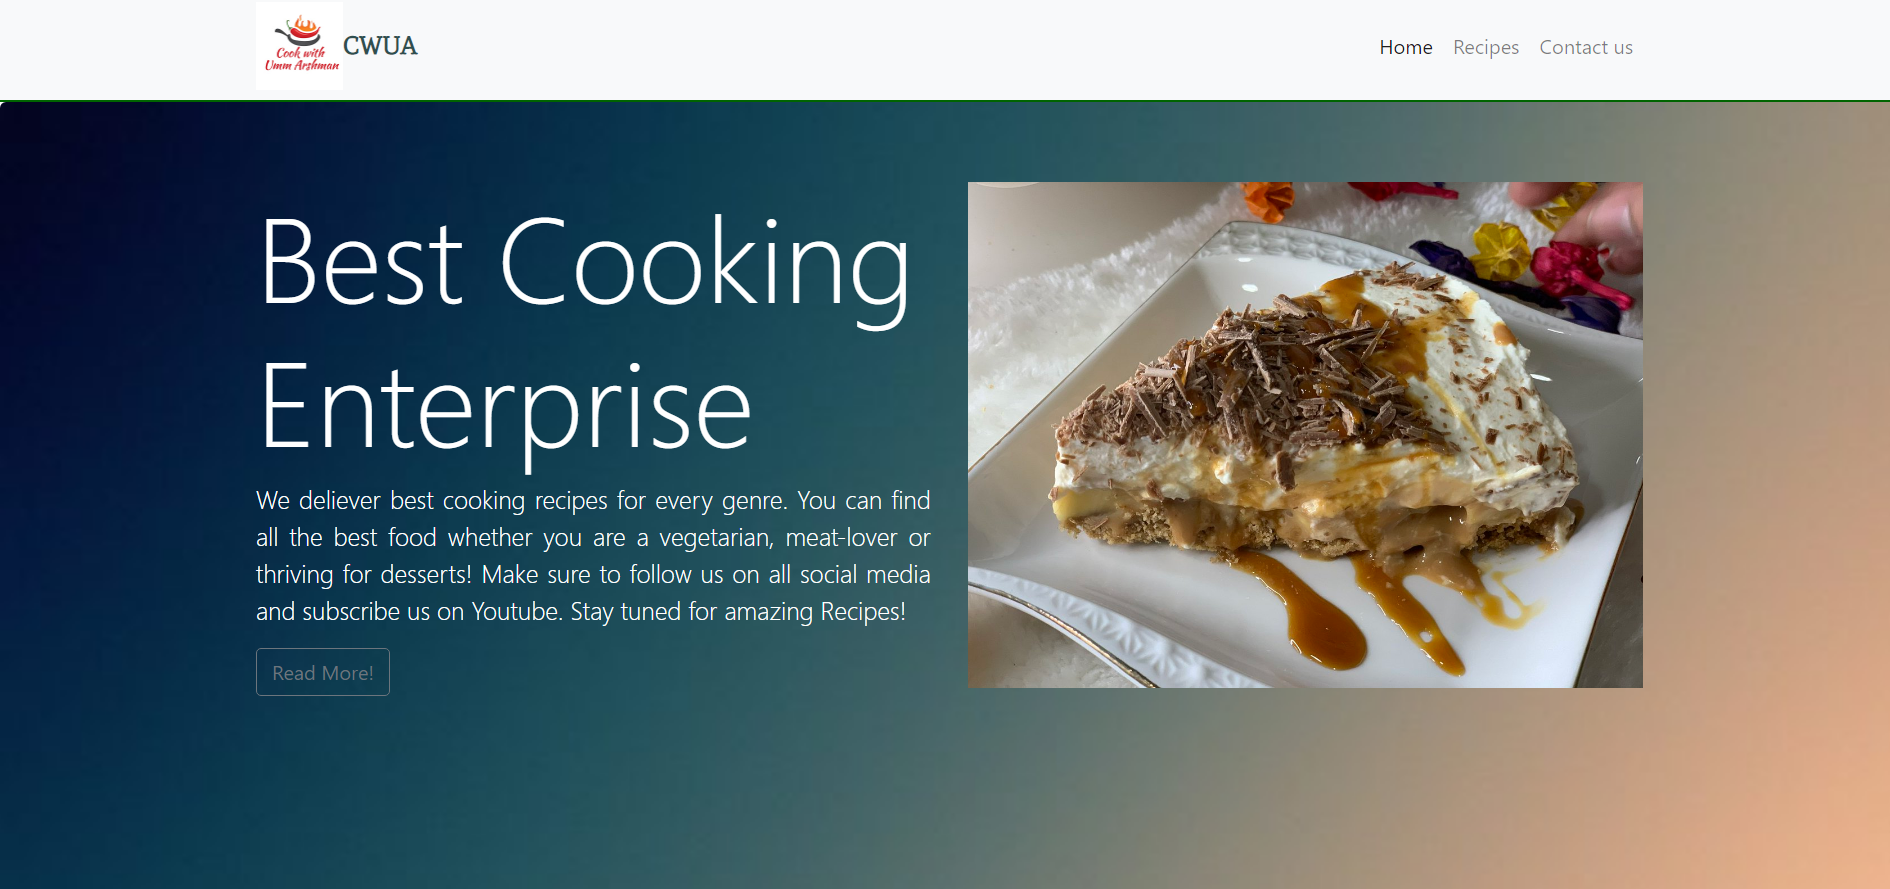 Cook with
Umm Arshman
CWUA
Home Recipes Contact us
Best Cooking
Enterprise
We deliever best cooking recipes for every genre. You can find
all the best food whether you are a vegetarian, meat-lover or
thriving for desserts! Make sure to follow us on all social media
and subscribe us on Youtube. Stay tuned for amazing Recipes!
Read More!